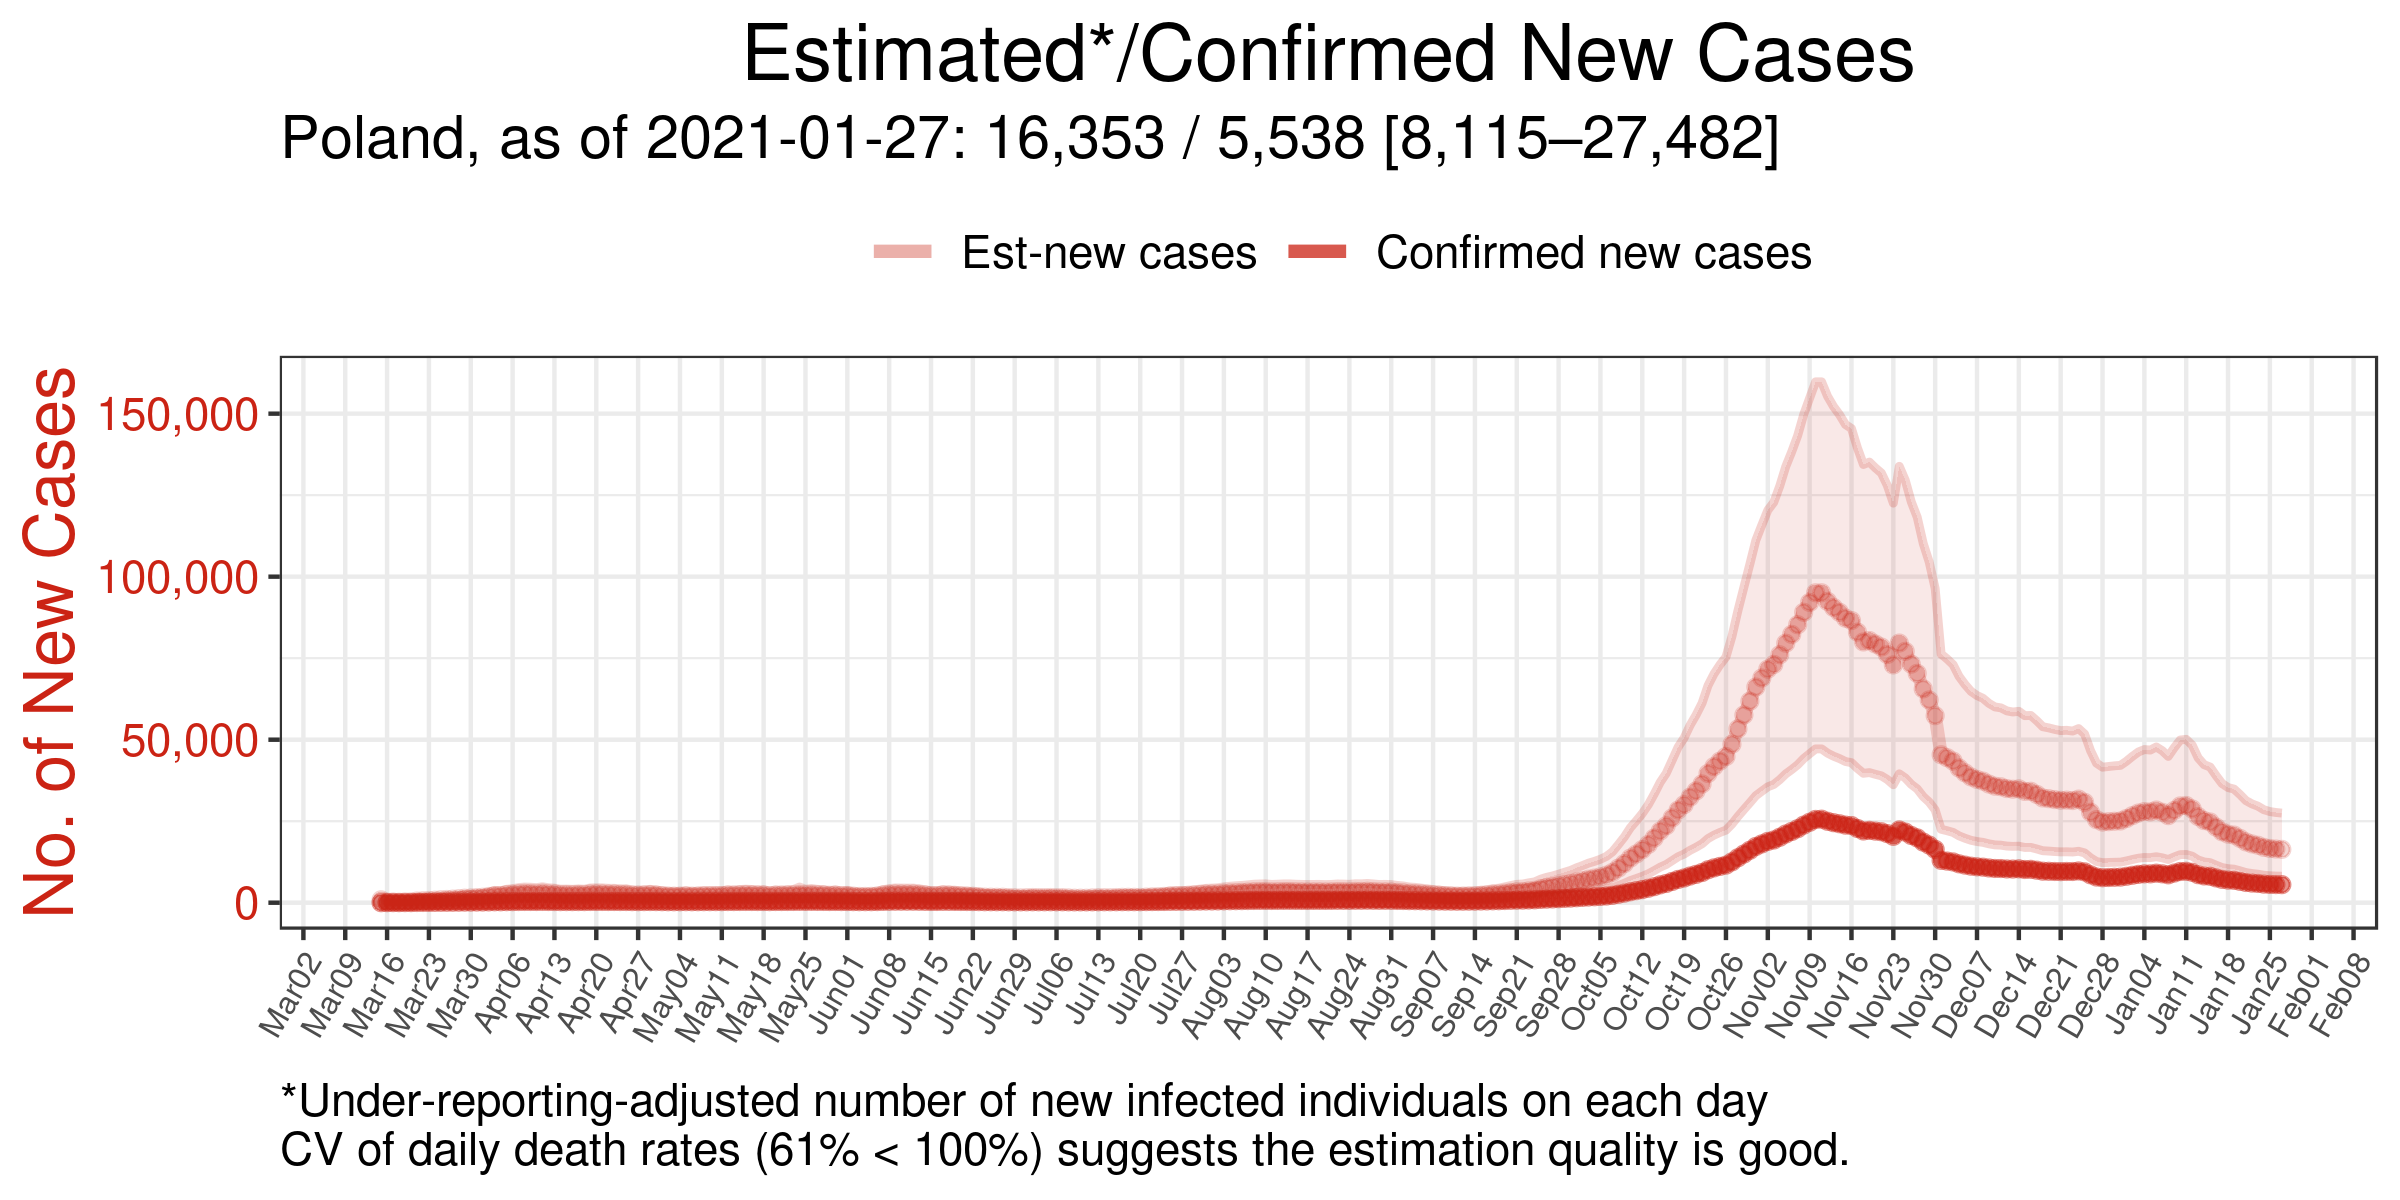 Estimated*/Confirmed New Cases
Poland, as of 2021-01-27: 16,353 / 5,538 [8,115–27,482]
Est-new cases
Confirmed new cases
No. of New Cases
150,000
100,000
50,000
0
Mar02
Mar09
Mar16
Mar23
Mar30
Apr06
Apr13
Apr20
Apr27
May04
May11
May18
May25
Jun01
Jun08
Jun15
Jun22
Jun29
Jul06
Jul13
Jul20
Jul27
Aug03
Aug10
Aug17
Aug24
Aug31
Sep07
Sep14
Sep21
Sep28
Oct05
Oct12
Oct19
Oct26
Nov02
Nov09
Nov16
Nov23
Nov30
Dec07
Dec14
Dec21
Dec28
Jan04
Jan11
Jan18
Jan25
Feb01
Feb08
*Under-reporting-adjusted number of new infected individuals on each day
CV of daily death rates (61% < 100%) suggests the estimation quality is good.